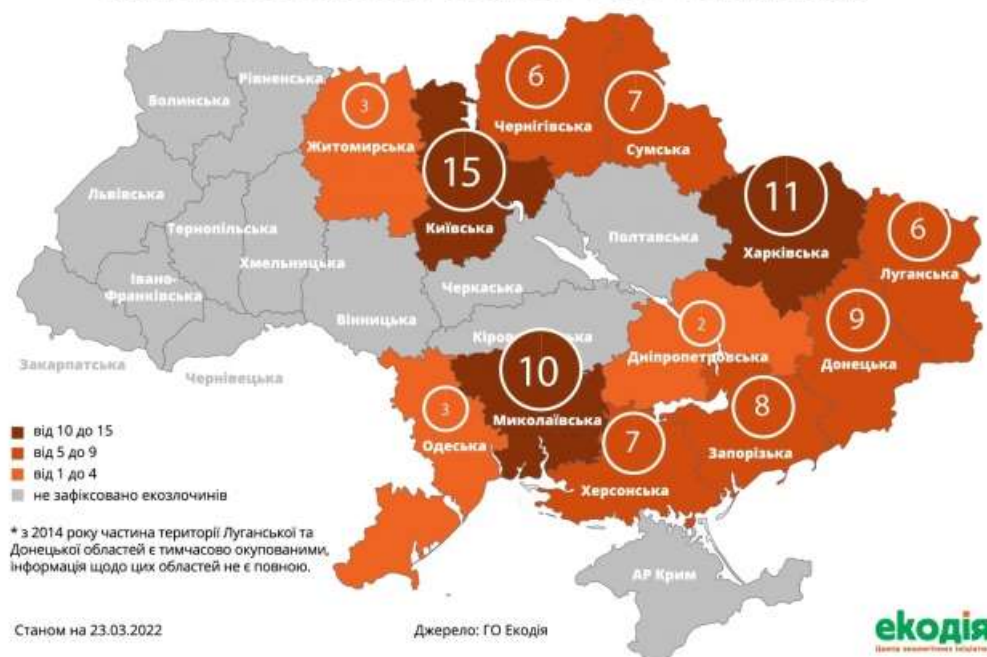 Рівненська
Волинська
3
Житомирська
6
Чернігівська
7
Сумська
15
Київська
11
Харківська
Львівська
Тернопільська
Хмельницька
Івано-
Франківська
Полтавська
6
Луганська
Черкаська
Вінницька
2
Дніпропетровська
9
Донецька
Закарпатська
Чернівецька
10
Миколаївська
3
Одеська
7
Херсонська
8
Запорізька
АР Крим
від 10 до 15
від 5 до 9
від 1 до 4
не зафіксовано екозлочинів
* з 2014 року частина території Луганської та
Донецької областей є тимчасово окупованими,
інформація щодо цих областей не є повною.
Станом на 23.03.2022
Джерело: ГО Екодія
екодія